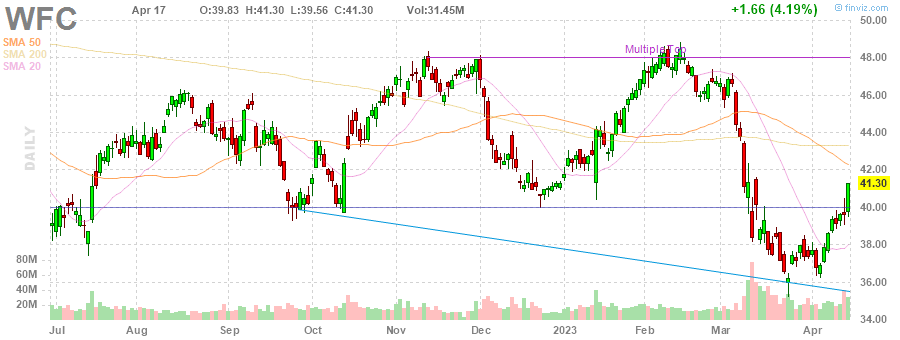 WFC Apr 17 O:39.83 H:41.30 L:39.56 C:41.30 Vol:31.45M +1.66 (4.19%)
© finviz.com
SMA 50
SMA 200
SMA 20
DAILY
Multiple Top
50.00
48.00
46.00
44.00
42.00
41.30
40.00
38.00
36.00
34.00
80M
60M
40M
20M
Jul Aug Sep Oct Nov Dec 2023 Feb Mar Apr